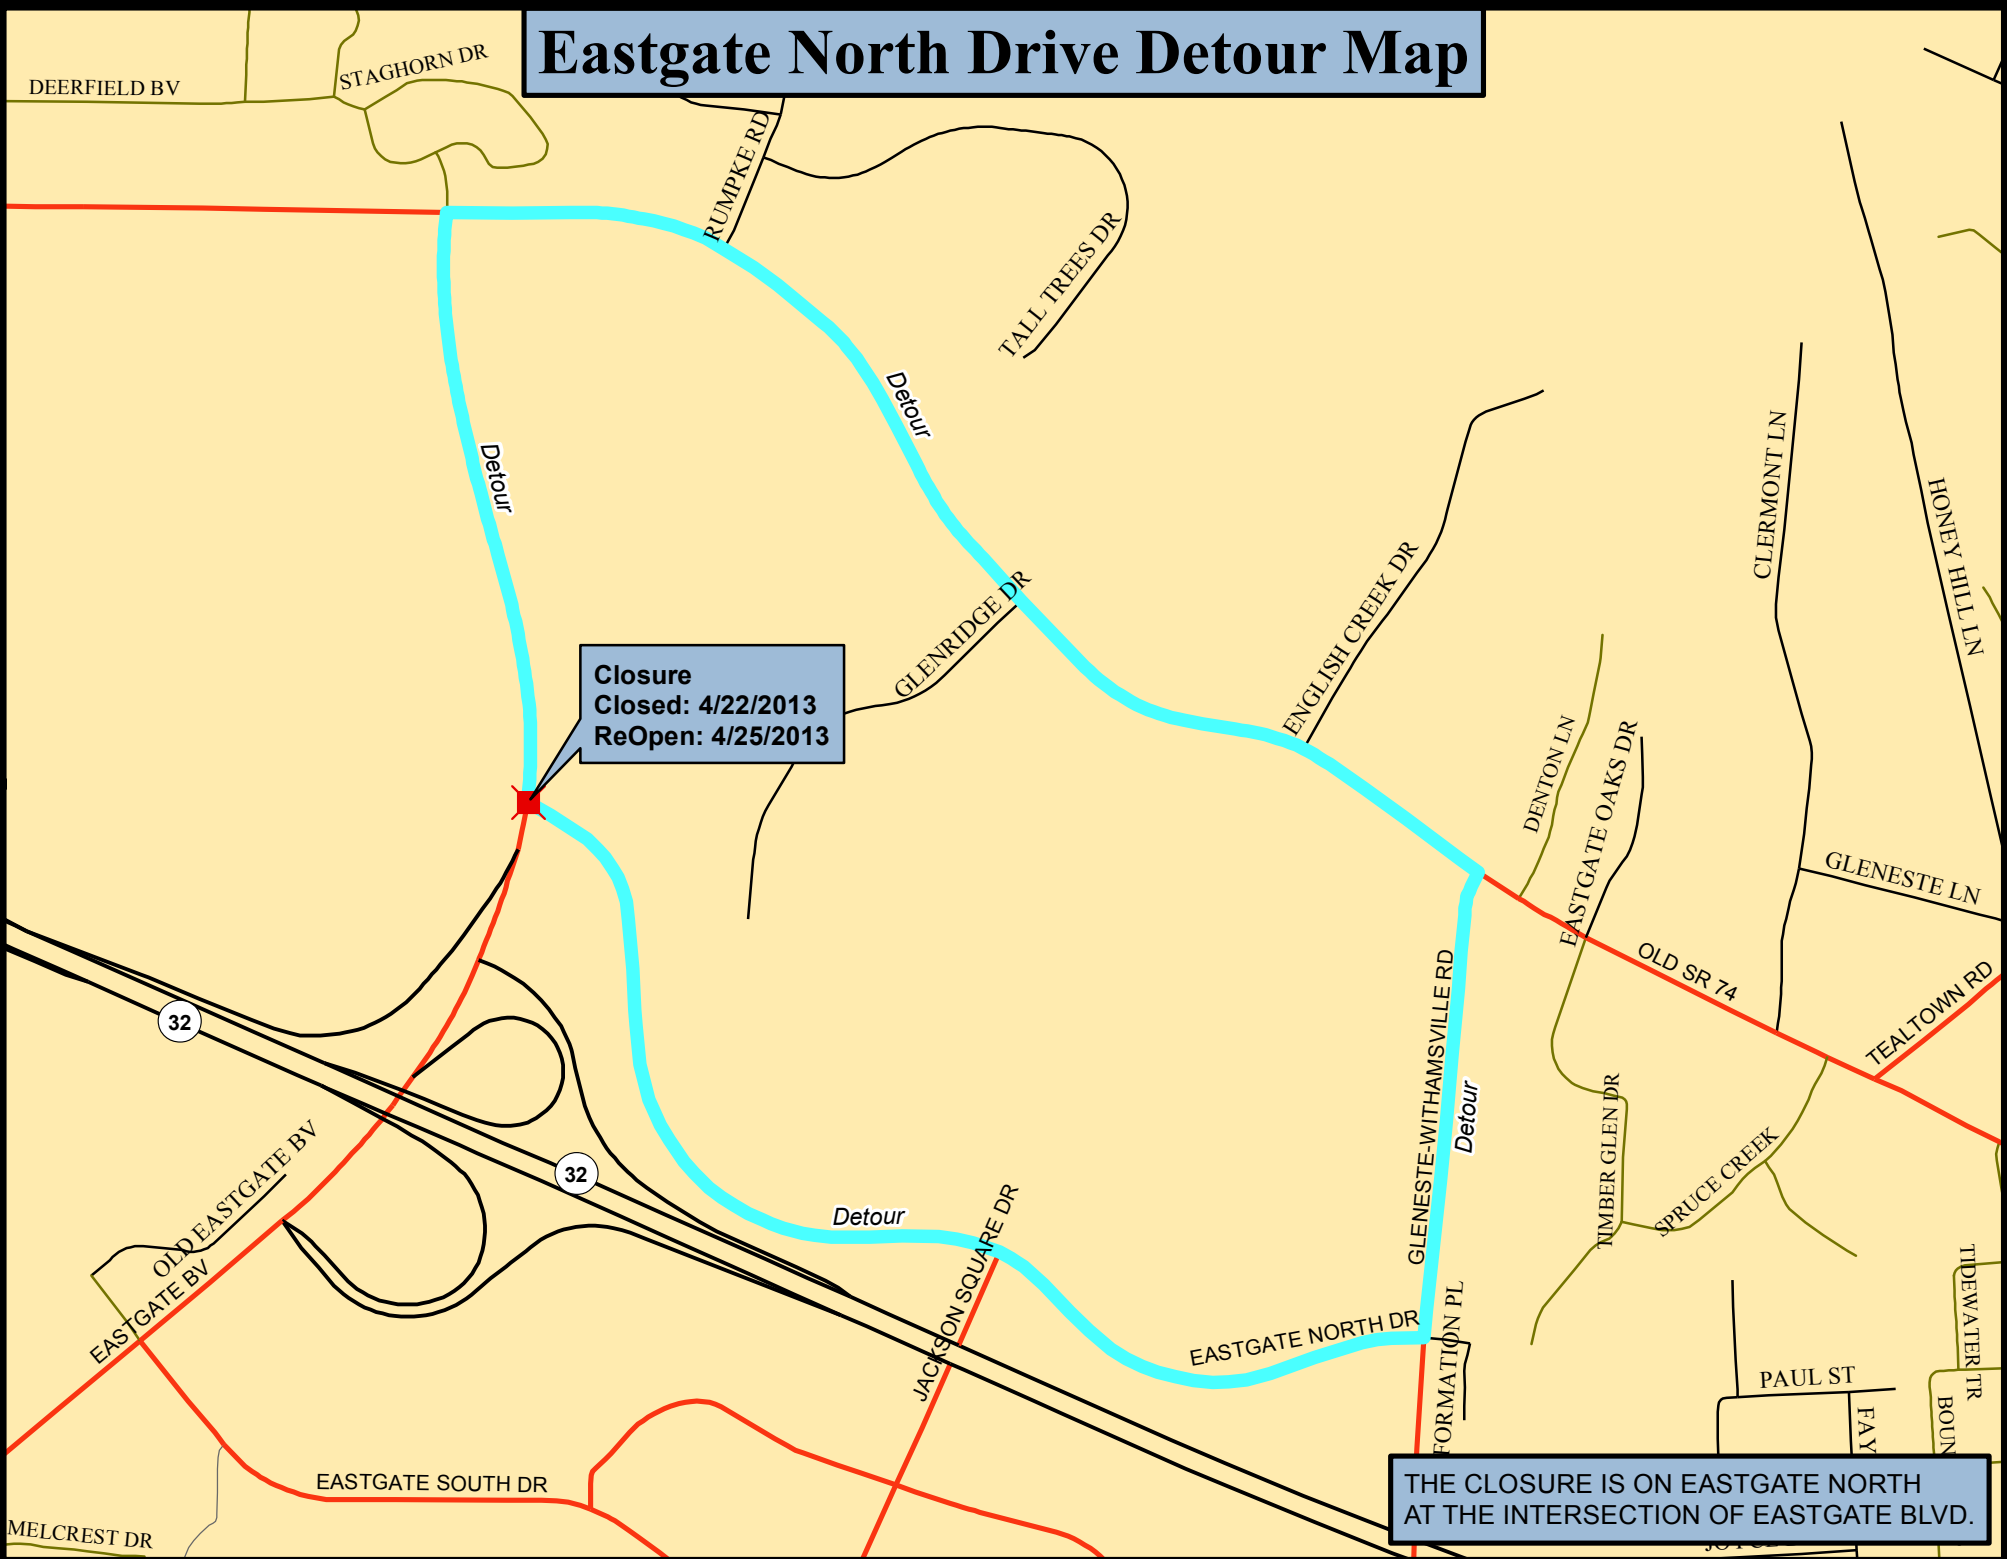 Eastgate North Drive Detour Map
DEERFIELD BV
STAGHORN DR
RUMPKE RD
TALL TREES DR
Detour
Detour
CLERMONT LN
HONEY HILL LN
GLENRIDGE DR
ENGLISH CREEK DR
Closure
Closed: 4/22/2013
ReOpen: 4/25/2013
DENTON LN
EASTGATE OAKS DR
GLENESTE LN
OLD SR 74
TEALTOWN RD
32
GLENESTE-WITHAMSVILLE RD
Detour
TIMBER GLEN DR
SPRUCE CREEK
32
OLD EASTGATE BV
EASTGATE BV
Detour
JACKSON SQUARE DR
EASTGATE NORTH DR
FORMATION PL
TIDEWATER TR
PAUL ST
FAY
BOUN
EASTGATE SOUTH DR
MELCREST DR
THE CLOSURE IS ON EASTGATE NORTH
AT THE INTERSECTION OF EASTGATE BLVD.